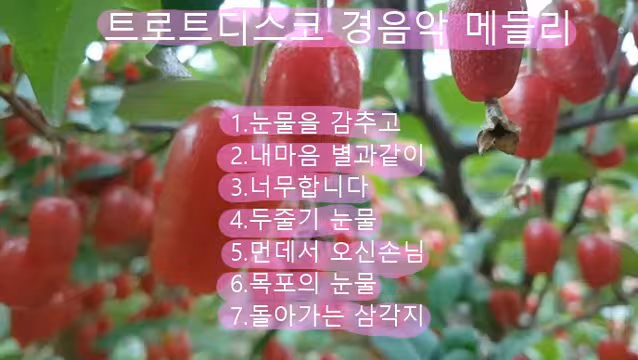 트로트디스코 경음악 메들리
1.눈물을 감추고
2.내마음 별과같이
3.너무합니다
4.두줄기 눈물
5.먼데서 오신손님
6.목포의 눈물
7.돌아가는 삼각지